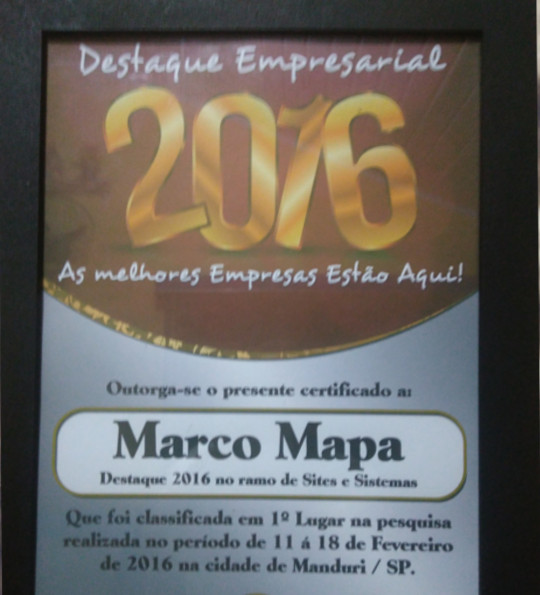 Destaque Empresarial
2016
As melhores Empresas Estão Aqui!
Outorga-se o presente certificado a:
Marco Mapa
Destaque 2016 no ramo de Sites e Sistemas
Que foi classificada em 1º Lugar na pesquisa
realizada no período de 11 á 18 de Fevereiro
de 2016 na cidade de Manduri / SP.